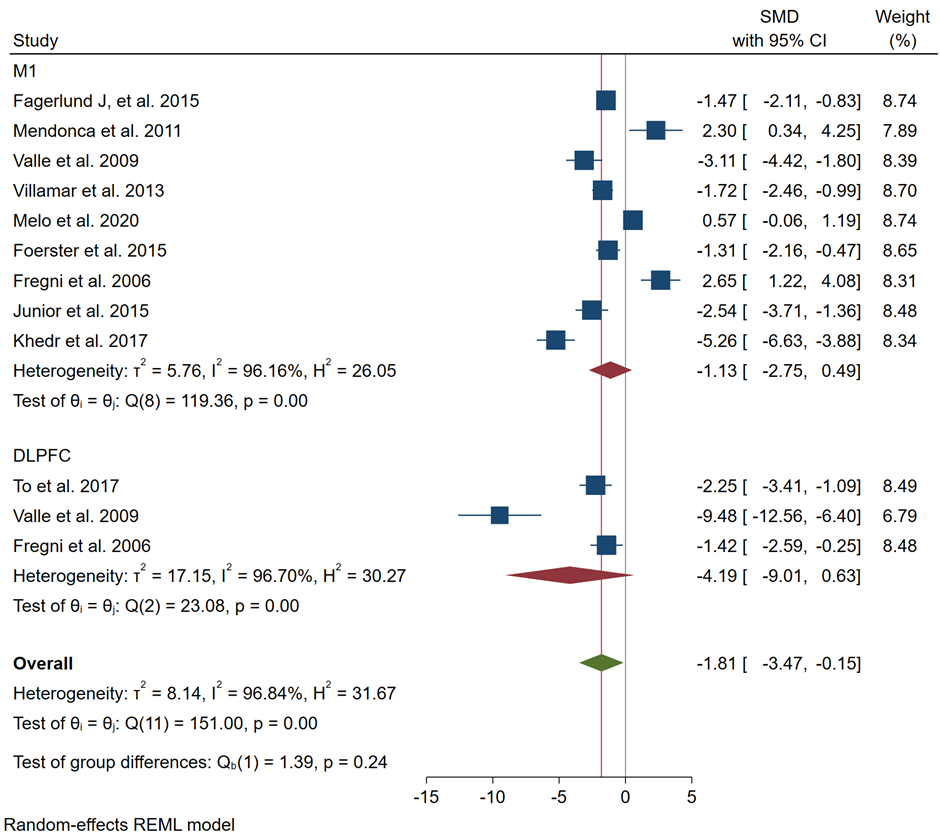 SMD Weight
Study with 95% CI (%)
M1
Fagerlund J, et al. 2015 -1.47 [ -2.11, -0.83] 8.74
Mendonca et al. 2011 2.30 [ 0.34, 4.25] 7.89
Valle et al. 2009 -3.11 [ -4.42, -1.80] 8.39
Villamar et al. 2013 -1.72 [ -2.46, -0.99] 8.70
Melo et al. 2020 0.57 [ -0.06, 1.19] 8.74
Foerster et al. 2015 -1.31 [ -2.16, -0.47] 8.65
Fregni et al. 2006 2.65 [ 1.22, 4.08] 8.31
Junior et al. 2015 -2.54 [ -3.71, -1.36] 8.48
Khedr et al. 2017 -5.26 [ -6.63, -3.88] 8.34
Heterogeneity: τ² = 5.76, I² = 96.16%, H² = 26.05 -1.13 [ -2.75, 0.49]
Test of θᵢ = θⱼ: Q(8) = 119.36, p = 0.00
DLPFC
To et al. 2017 -2.25 [ -3.41, -1.09] 8.49
Valle et al. 2009 -9.48 [ -12.56, -6.40] 6.79
Fregni et al. 2006 -1.42 [ -2.59, -0.25] 8.48
Heterogeneity: τ² = 17.15, I² = 96.70%, H² = 30.27 -4.19 [ -9.01, 0.63]
Test of θᵢ = θⱼ: Q(2) = 23.08, p = 0.00
Overall -1.81 [ -3.47, -0.15]
Heterogeneity: τ² = 8.14, I² = 96.84%, H² = 31.67
Test of θᵢ = θⱼ: Q(11) = 151.00, p = 0.00
Test of group differences: Q_b(1) = 1.39, p = 0.24
-15 -10 -5 0 5
Random-effects REML model